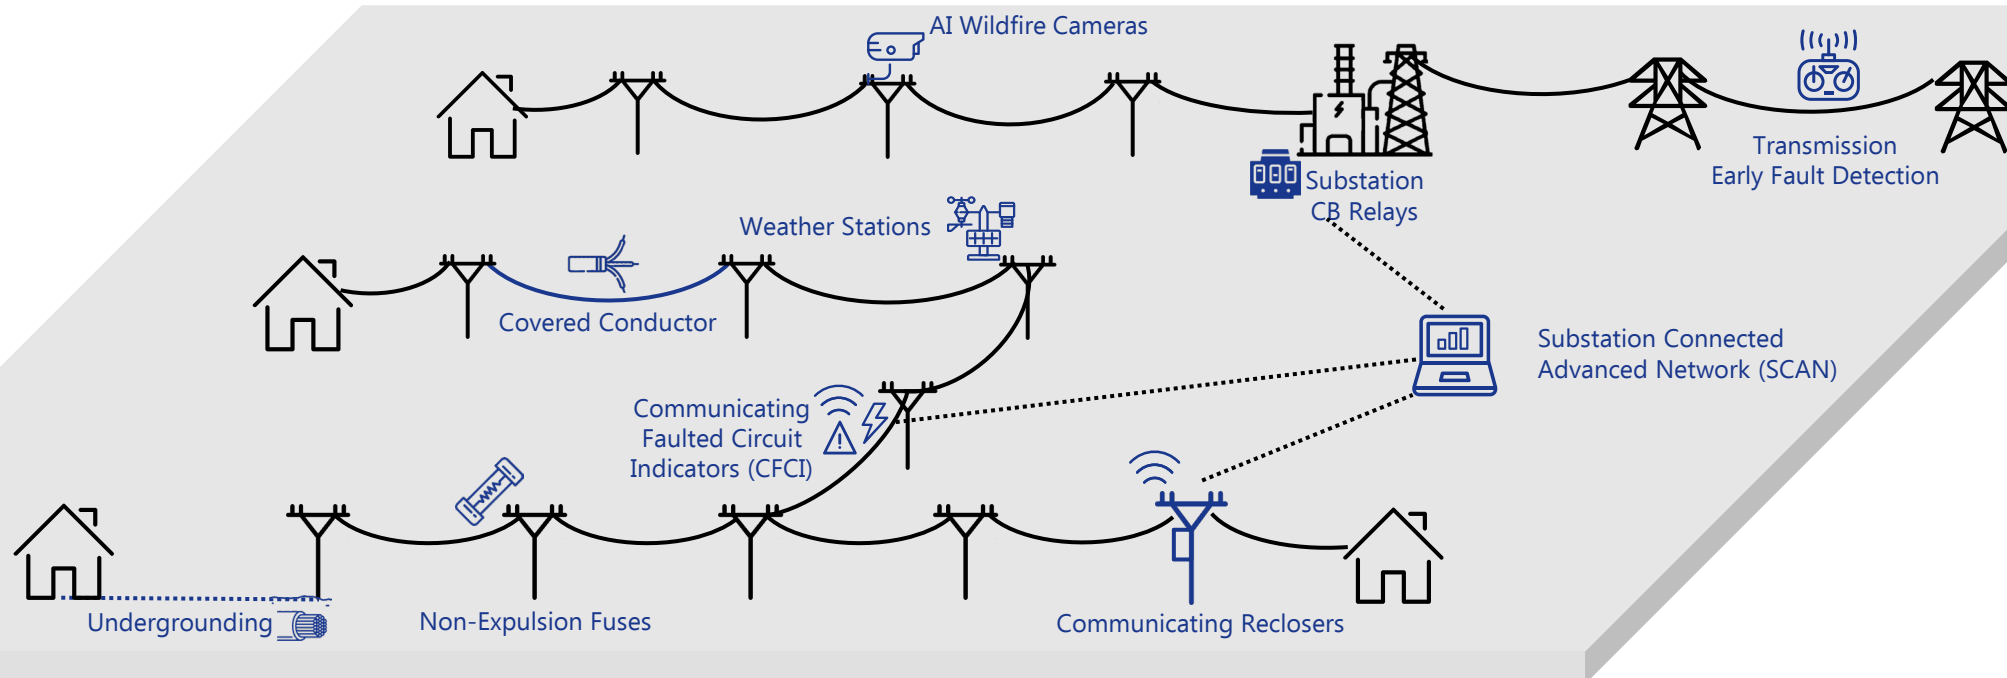 AI Wildfire Cameras
Transmission
Early Fault Detection
Substation
CB Relays
Weather Stations
Covered Conductor
Substation Connected
Advanced Network (SCAN)
Communicating
Faulted Circuit
Indicators (CFCI)
Undergrounding
Non-Expulsion Fuses
Communicating Reclosers